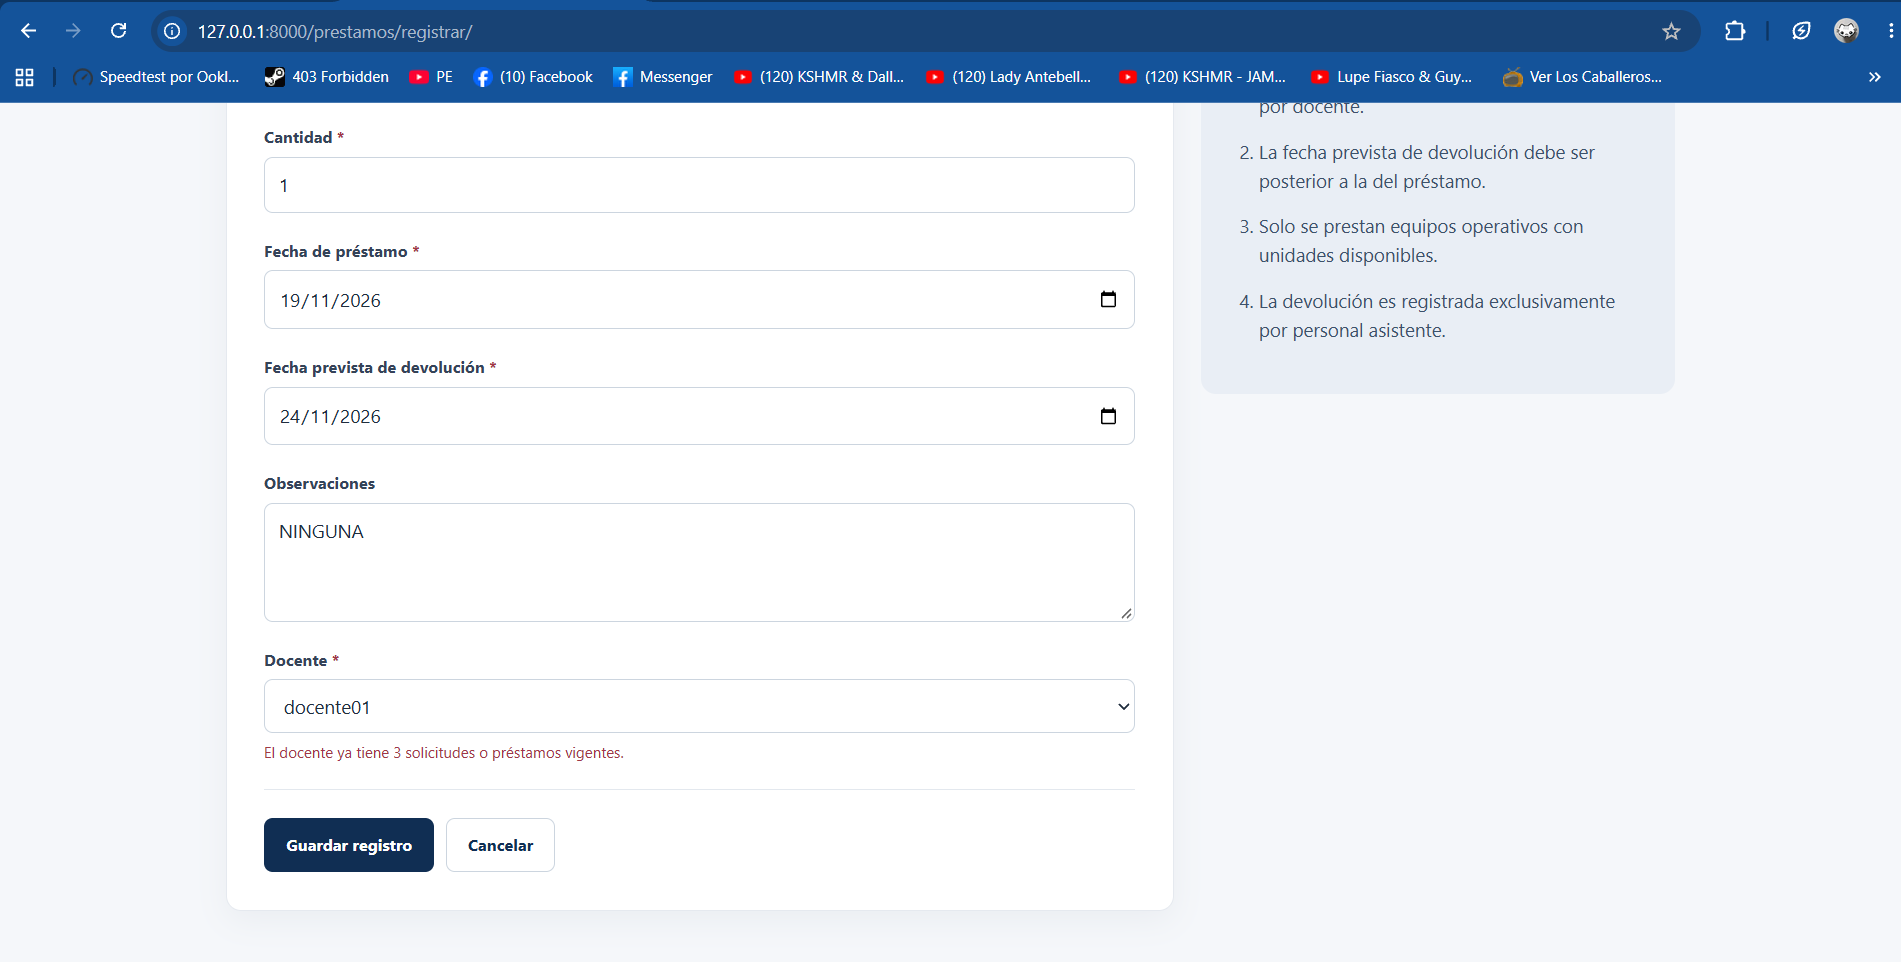 127.0.0.1:8000/prestamos/registrar/
Speedtest por Ookl...
403 Forbidden
PE
(10) Facebook
Messenger
(120) KSHMR & Dall...
(120) Lady Antebell...
(120) KSHMR - JAM...
Lupe Fiasco & Guy...
Ver Los Caballeros...
Cantidad *
1
Fecha de préstamo *
19/11/2026
Fecha prevista de devolución *
24/11/2026
Observaciones
NINGUNA
Docente *
docente01
El docente ya tiene 3 solicitudes o préstamos vigentes.
Guardar registro
Cancelar
por docente.
2. La fecha prevista de devolución debe ser
posterior a la del préstamo.
3. Solo se prestan equipos operativos con
unidades disponibles.
4. La devolución es registrada exclusivamente
por personal asistente.